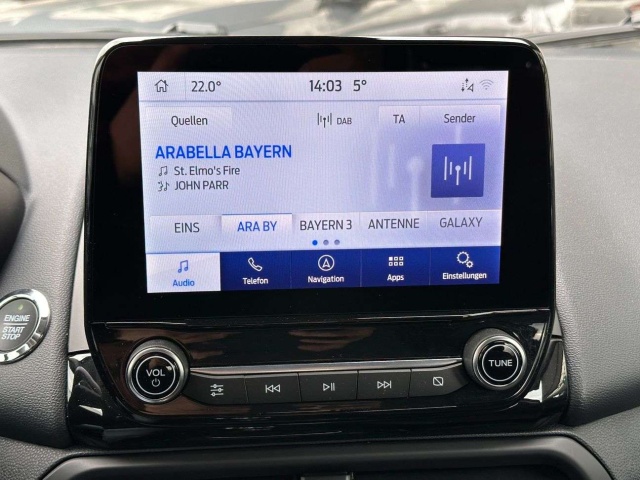 22.0° 14:03 5°
Quellen DAB TA Sender
ARABELLA BAYERN
St. Elmo's Fire
JOHN PARR
EINS ARA BY BAYERN 3 ANTENNE GALAXY
Audio Telefon Navigation Apps Einstellungen
ENGINE
START
STOP
VOL TUNE